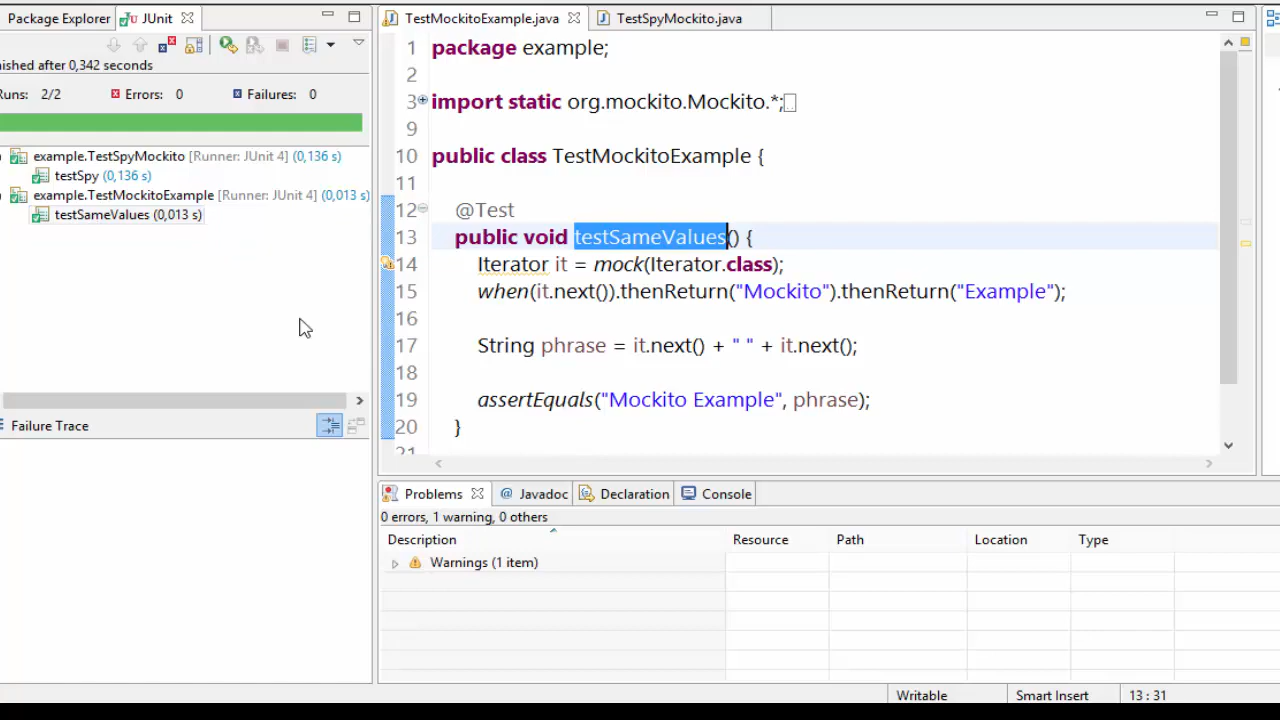 Package Explorer JUnit
ished after 0,342 seconds
Runs: 2/2 Errors: 0 Failures: 0
example.TestSpyMockito [Runner: JUnit 4] (0,136 s)
testSpy (0,136 s)
example.TestMockitoExample [Runner: JUnit 4] (0,013 s)
testSameValues (0,013 s)
Failure Trace
TestMockitoExample.java TestSpyMockito.java
1 package example;
2
3 import static org.mockito.Mockito.*;
9
10 public class TestMockitoExample {
11
12 @Test
13 public void testSameValues() {
14 Iterator it = mock(Iterator.class);
15 when(it.next()).thenReturn("Mockito").thenReturn("Example");
16
17 String phrase = it.next() + " " + it.next();
18
19 assertEquals("Mockito Example", phrase);
20 }
21
Problems @ Javadoc Declaration Console
0 errors, 1 warning, 0 others
Description Resource Path Location Type
Warnings (1 item)
Writable Smart Insert 13 : 31